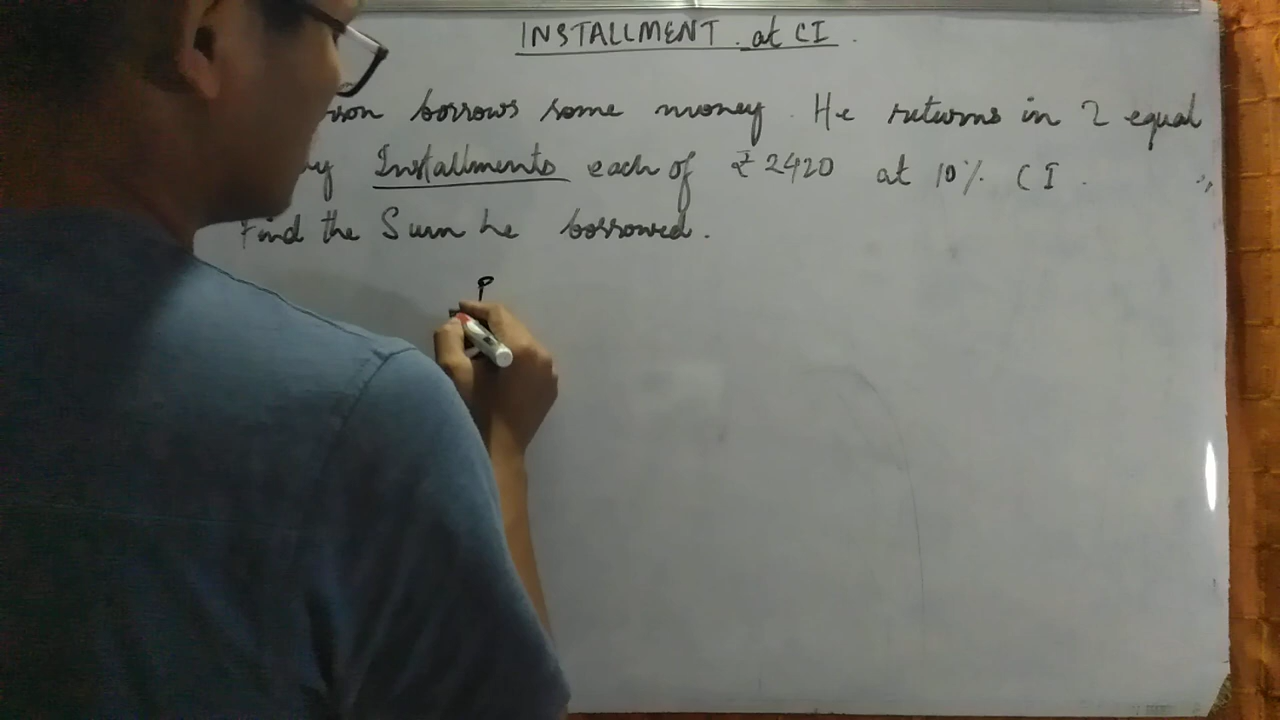 INSTALLMENT at CI.
borrows some money. He returns in 2 equal
Installments each of ₹2420 at 10% CI.
Find the Sum he borrowed.
P